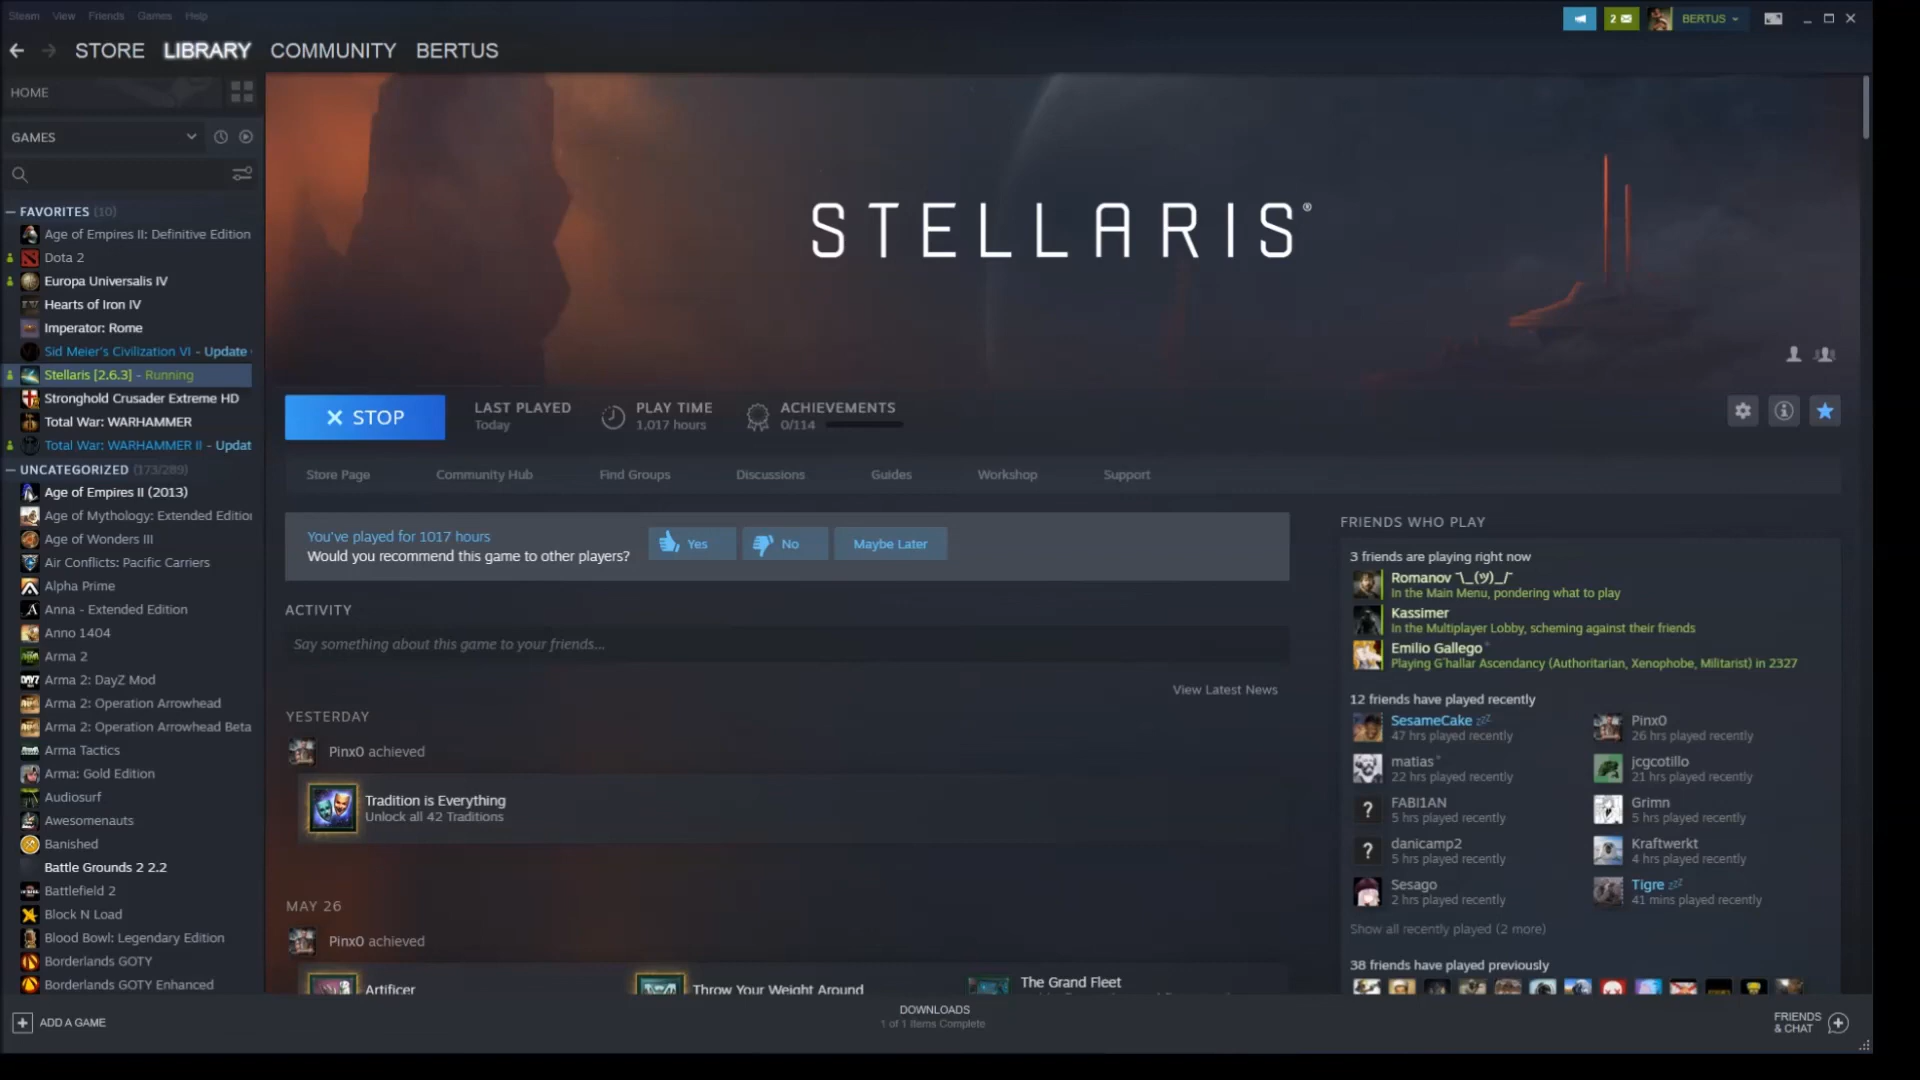 Steam View Friends Games Help
2 BERTUS
STORE LIBRARY COMMUNITY BERTUS
HOME
GAMES
FAVORITES (10)
Age of Empires II: Definitive Edition
Dota 2
Europa Universalis IV
Hearts of Iron IV
Imperator: Rome
Sid Meier's Civilization VI - Update
Stellaris [2.6.3] - Running
Stronghold Crusader Extreme HD
Total War: WARHAMMER
Total War: WARHAMMER II - Updat
UNCATEGORIZED (173/289)
Age of Empires II (2013)
Age of Mythology: Extended Edition
Age of Wonders III
Air Conflicts: Pacific Carriers
Alpha Prime
Anna - Extended Edition
Anno 1404
Arma 2
Arma 2: DayZ Mod
Arma 2: Operation Arrowhead
Arma 2: Operation Arrowhead Beta
Arma Tactics
Arma: Gold Edition
Audiosurf
Awesomenauts
Banished
Battle Grounds 2 2.2
Battlefield 2
Block N Load
Blood Bowl: Legendary Edition
Borderlands GOTY
Borderlands GOTY Enhanced
ADD A GAME
STELLARIS®
STOP
LAST PLAYED
Today
PLAY TIME
1,017 hours
ACHIEVEMENTS
0/114
Store Page Community Hub Find Groups Discussions Guides Workshop Support
You've played for 1017 hours
Would you recommend this game to other players?
Yes No Maybe Later
ACTIVITY
Say something about this game to your friends...
View Latest News
YESTERDAY
Pinx0 achieved
Tradition is Everything
Unlock all 42 Traditions
MAY 26
Pinx0 achieved
Artificer Throw Your Weight Around The Grand Fleet
FRIENDS WHO PLAY
3 friends are playing right now
Romanov ¯\_(ツ)_/¯
In the Main Menu, pondering what to play
Kassimer
In the Multiplayer Lobby, scheming against their friends
Emilio Gallego *
Playing G'hallar Ascendancy (Authoritarian, Xenophobe, Militarist) in 2327
12 friends have played recently
SesameCake zzz
47 hrs played recently
Pinx0
26 hrs played recently
matias *
22 hrs played recently
jcgcotillo
21 hrs played recently
FABI1AN
5 hrs played recently
Grimn
5 hrs played recently
danicamp2
5 hrs played recently
Kraftwerkt
4 hrs played recently
Sesago
2 hrs played recently
Tigre zzz
41 mins played recently
Show all recently played (2 more)
38 friends have played previously
DOWNLOADS
1 of 1 Items Complete
FRIENDS
& CHAT